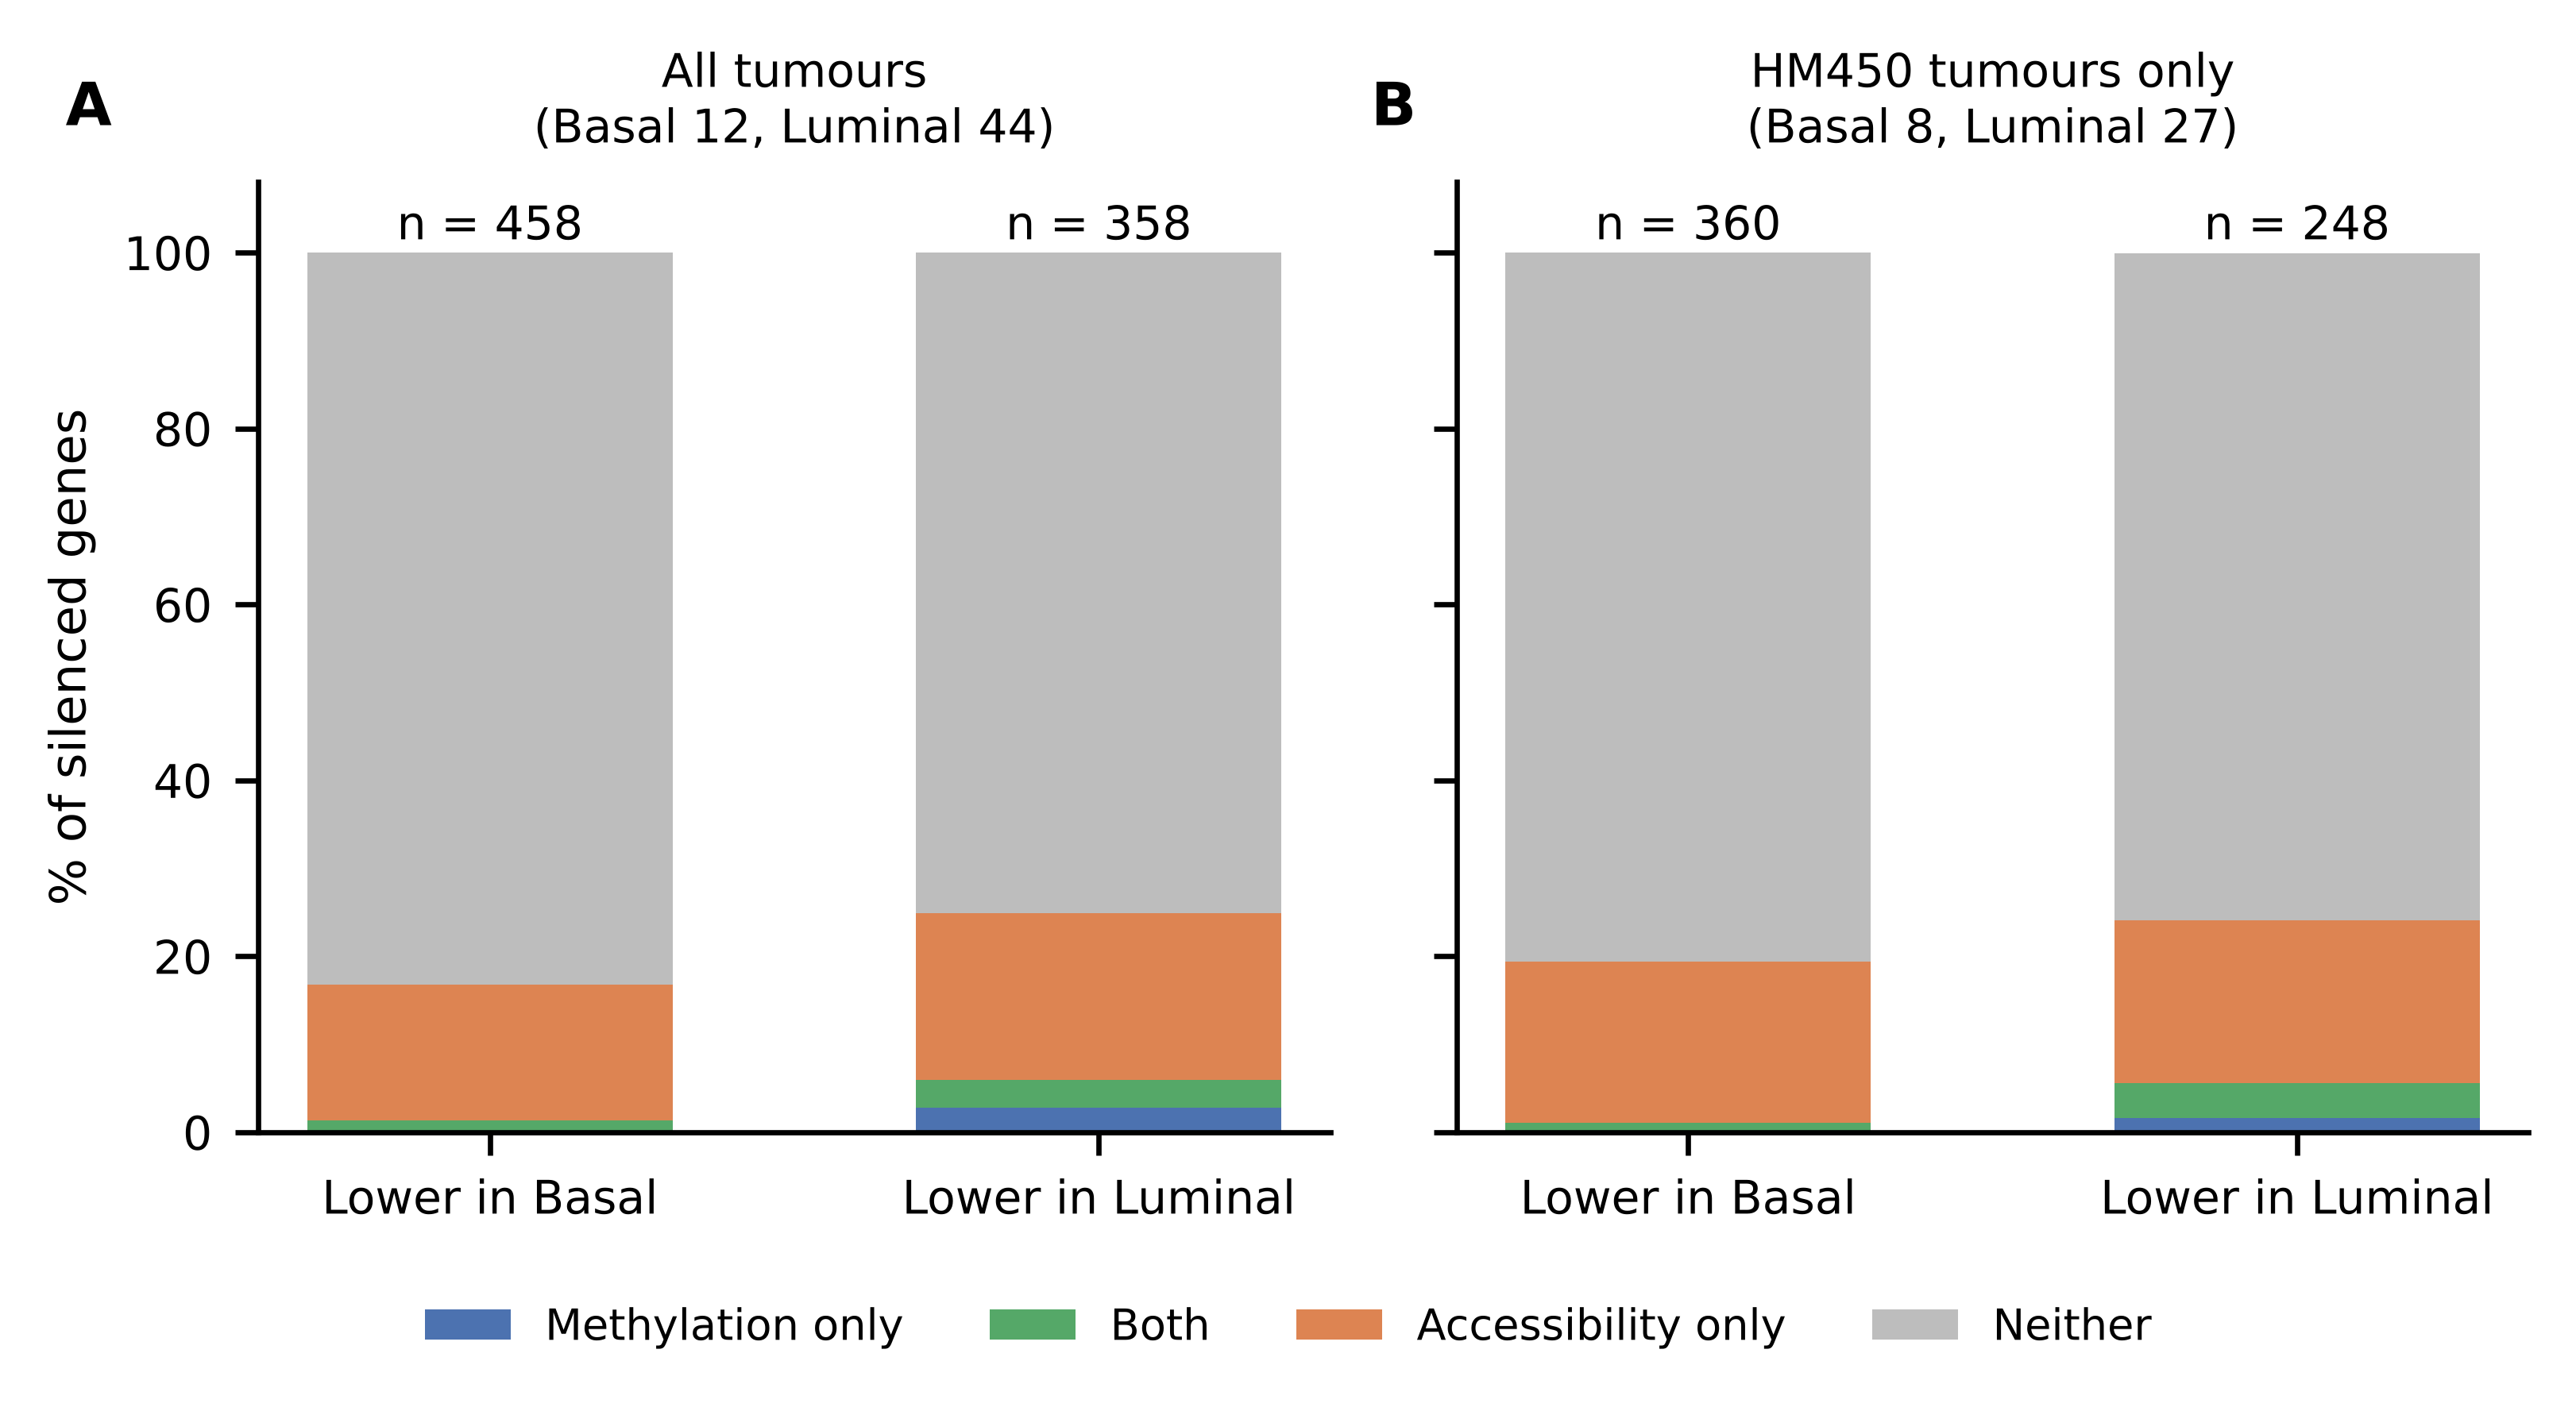 A
All tumours
(Basal 12, Luminal 44)
n = 458
n = 358
% of silenced genes
100
80
60
40
20
0
Lower in Basal
Lower in Luminal
B
HM450 tumours only
(Basal 8, Luminal 27)
n = 360
n = 248
Lower in Basal
Lower in Luminal
Methylation only
Both
Accessibility only
Neither